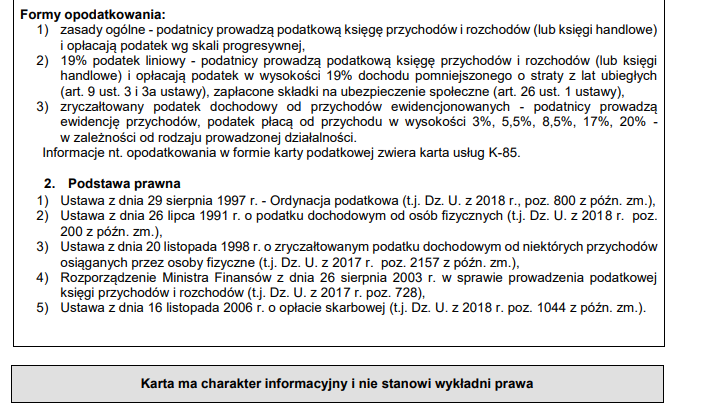 Formy opodatkowania:
1) zasady ogólne - podatnicy prowadzą podatkową księgę przychodów i rozchodów (lub księgi handlowe)
i opłacają podatek wg skali progresywnej,
2) 19% podatek liniowy - podatnicy prowadzą podatkową księgę przychodów i rozchodów (lub księgi
handlowe) i opłacają podatek w wysokości 19% dochodu pomniejszonego o straty z lat ubiegłych
(art. 9 ust. 3 i 3a ustawy), zapłacone składki na ubezpieczenie społeczne (art. 26 ust. 1 ustawy),
3) zryczałtowany podatek dochodowy od przychodów ewidencjonowanych - podatnicy prowadzą
ewidencję przychodów, podatek płacą od przychodu w wysokości 3%, 5,5%, 8,5%, 17%, 20% -
w zależności od rodzaju prowadzonej działalności.
Informacje nt. opodatkowania w formie karty podatkowej zwiera karta usług K-85.
2. Podstawa prawna
1) Ustawa z dnia 29 sierpnia 1997 r. - Ordynacja podatkowa (t.j. Dz. U. z 2018 r., poz. 800 z późn. zm.),
2) Ustawa z dnia 26 lipca 1991 r. o podatku dochodowym od osób fizycznych (t.j. Dz. U. z 2018 r. poz.
200 z późn. zm.),
3) Ustawa z dnia 20 listopada 1998 r. o zryczałtowanym podatku dochodowym od niektórych przychodów
osiąganych przez osoby fizyczne (t.j. Dz. U. z 2017 r. poz. 2157 z późn. zm.),
4) Rozporządzenie Ministra Finansów z dnia 26 sierpnia 2003 r. w sprawie prowadzenia podatkowej
księgi przychodów i rozchodów (t.j. Dz. U. z 2017 r. poz. 728),
5) Ustawa z dnia 16 listopada 2006 r. o opłacie skarbowej (t.j. Dz. U. z 2018 r. poz. 1044 z późn. zm.).
Karta ma charakter informacyjny i nie stanowi wykładni prawa